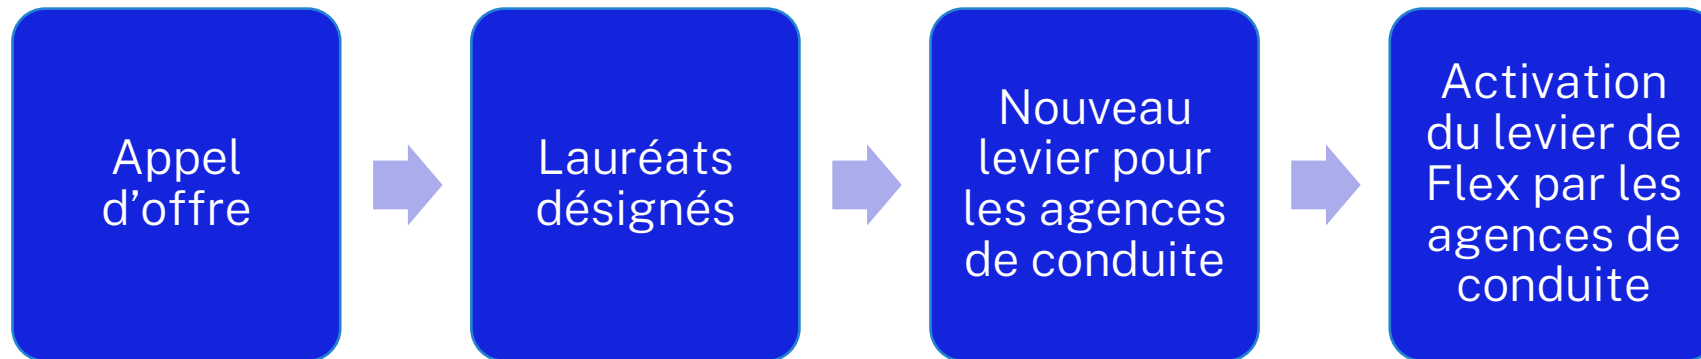 Appel
d’offre
Lauréats
désignés
Nouveau
levier pour
les agences
de conduite
Activation
du levier de
Flex par les
agences de
conduite